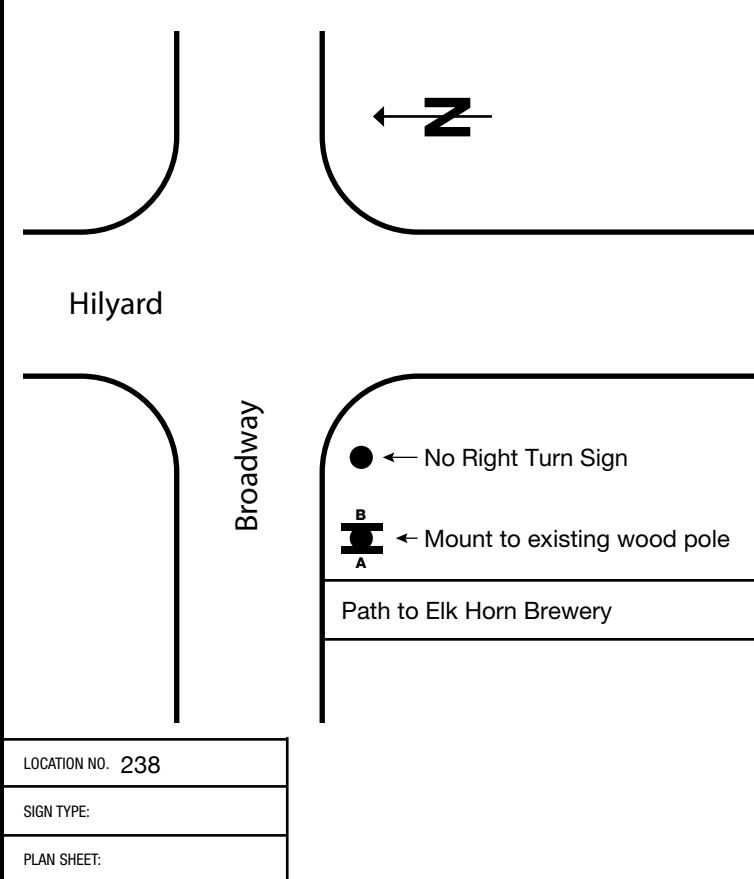 N
Hilyard
Broadway
No Right Turn Sign
B
Mount to existing wood pole
A
Path to Elk Horn Brewery
LOCATION NO. 238
SIGN TYPE:
PLAN SHEET: